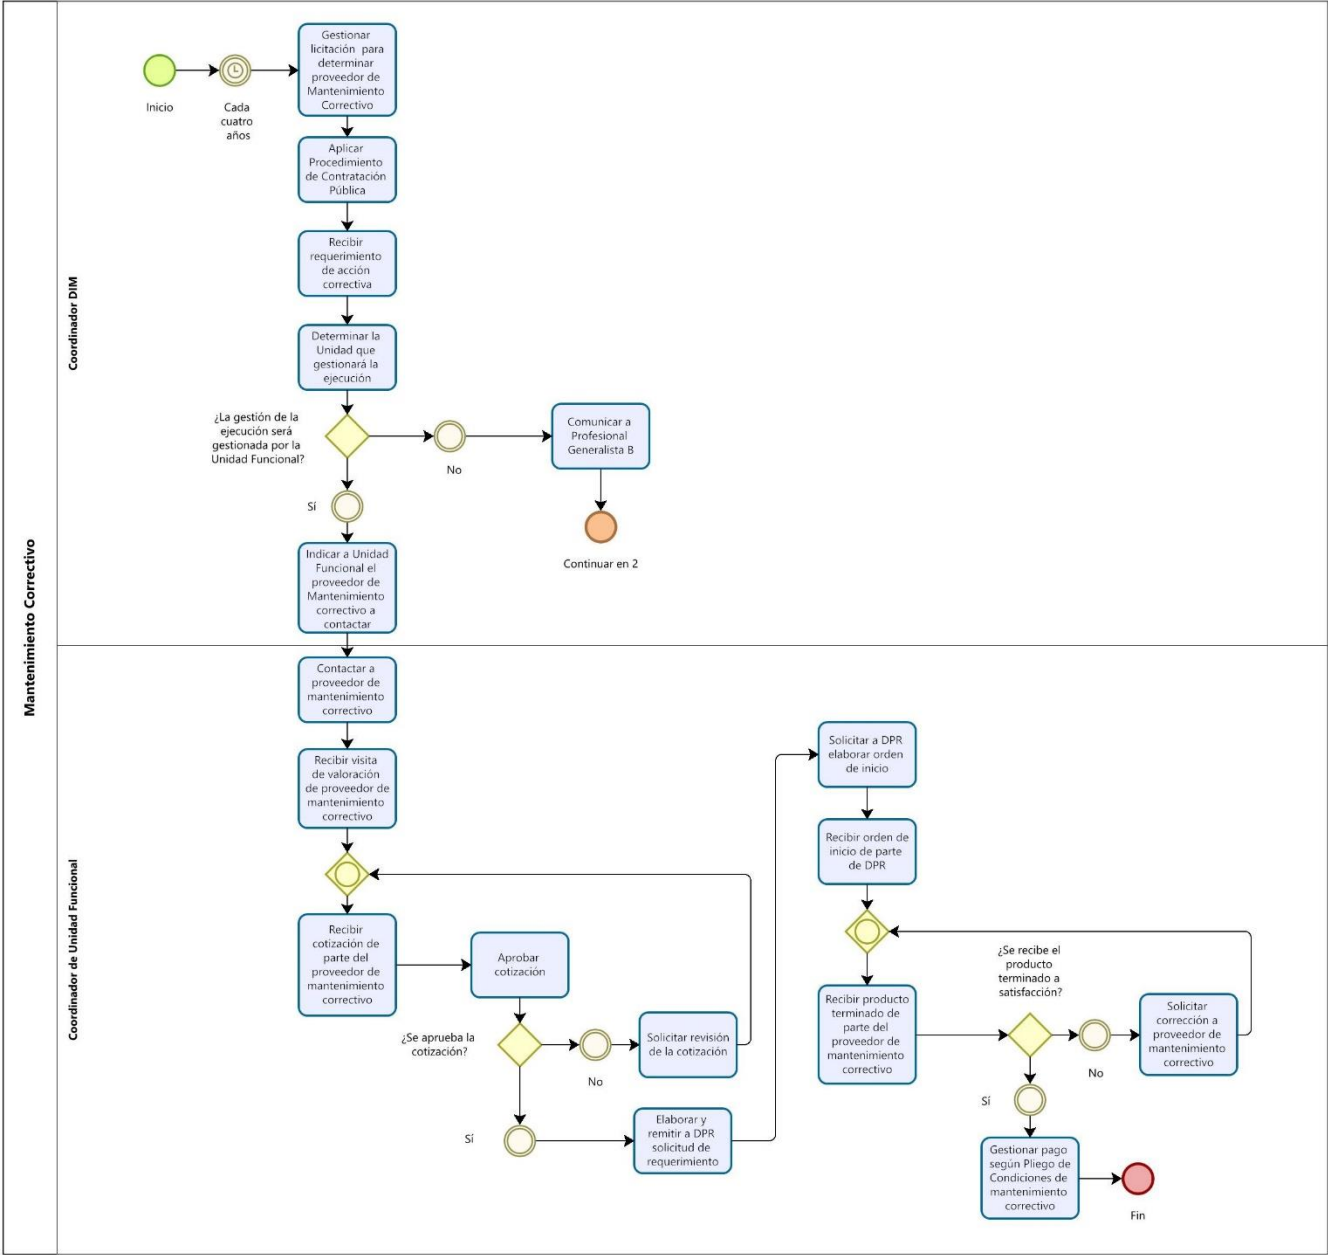 Mantenimiento Correctivo
Coordinador DIM
Inicio
Cada
cuatro
años
Gestionar
licitación para
determinar
proveedor de
Mantenimiento
Correctivo
Aplicar
Procedimiento
de Contratación
Pública
Recibir
requerimiento
de acción
correctiva
Determinar la
Unidad que
gestionará la
ejecución
¿La gestión de la
ejecución será
gestionada por la
Unidad Funcional?
No
Comunicar a
Profesional
Generalista B
Continuar en 2
Sí
Indicar a Unidad
Funcional el
proveedor de
Mantenimiento
correctivo a
contactar
Coordinador de Unidad Funcional
Contactar a
proveedor de
mantenimiento
correctivo
Recibir visita
de valoración
de proveedor de
mantenimiento
correctivo
Recibir
cotización de
parte del
proveedor de
mantenimiento
correctivo
Aprobar
cotización
¿Se aprueba la
cotización?
No
Solicitar revisión
de la cotización
Sí
Elaborar y
remitir a DPR
solicitud de
requerimiento
Solicitar a DPR
elaborar orden
de inicio
Recibir orden de
inicio de parte
de DPR
Recibir producto
terminado de
parte del
proveedor de
mantenimiento
correctivo
¿Se recibe el
producto
terminado a
satisfacción?
No
Solicitar
corrección a
proveedor de
mantenimiento
correctivo
Sí
Gestionar pago
según Pliego de
Condiciones de
mantenimiento
correctivo
Fin